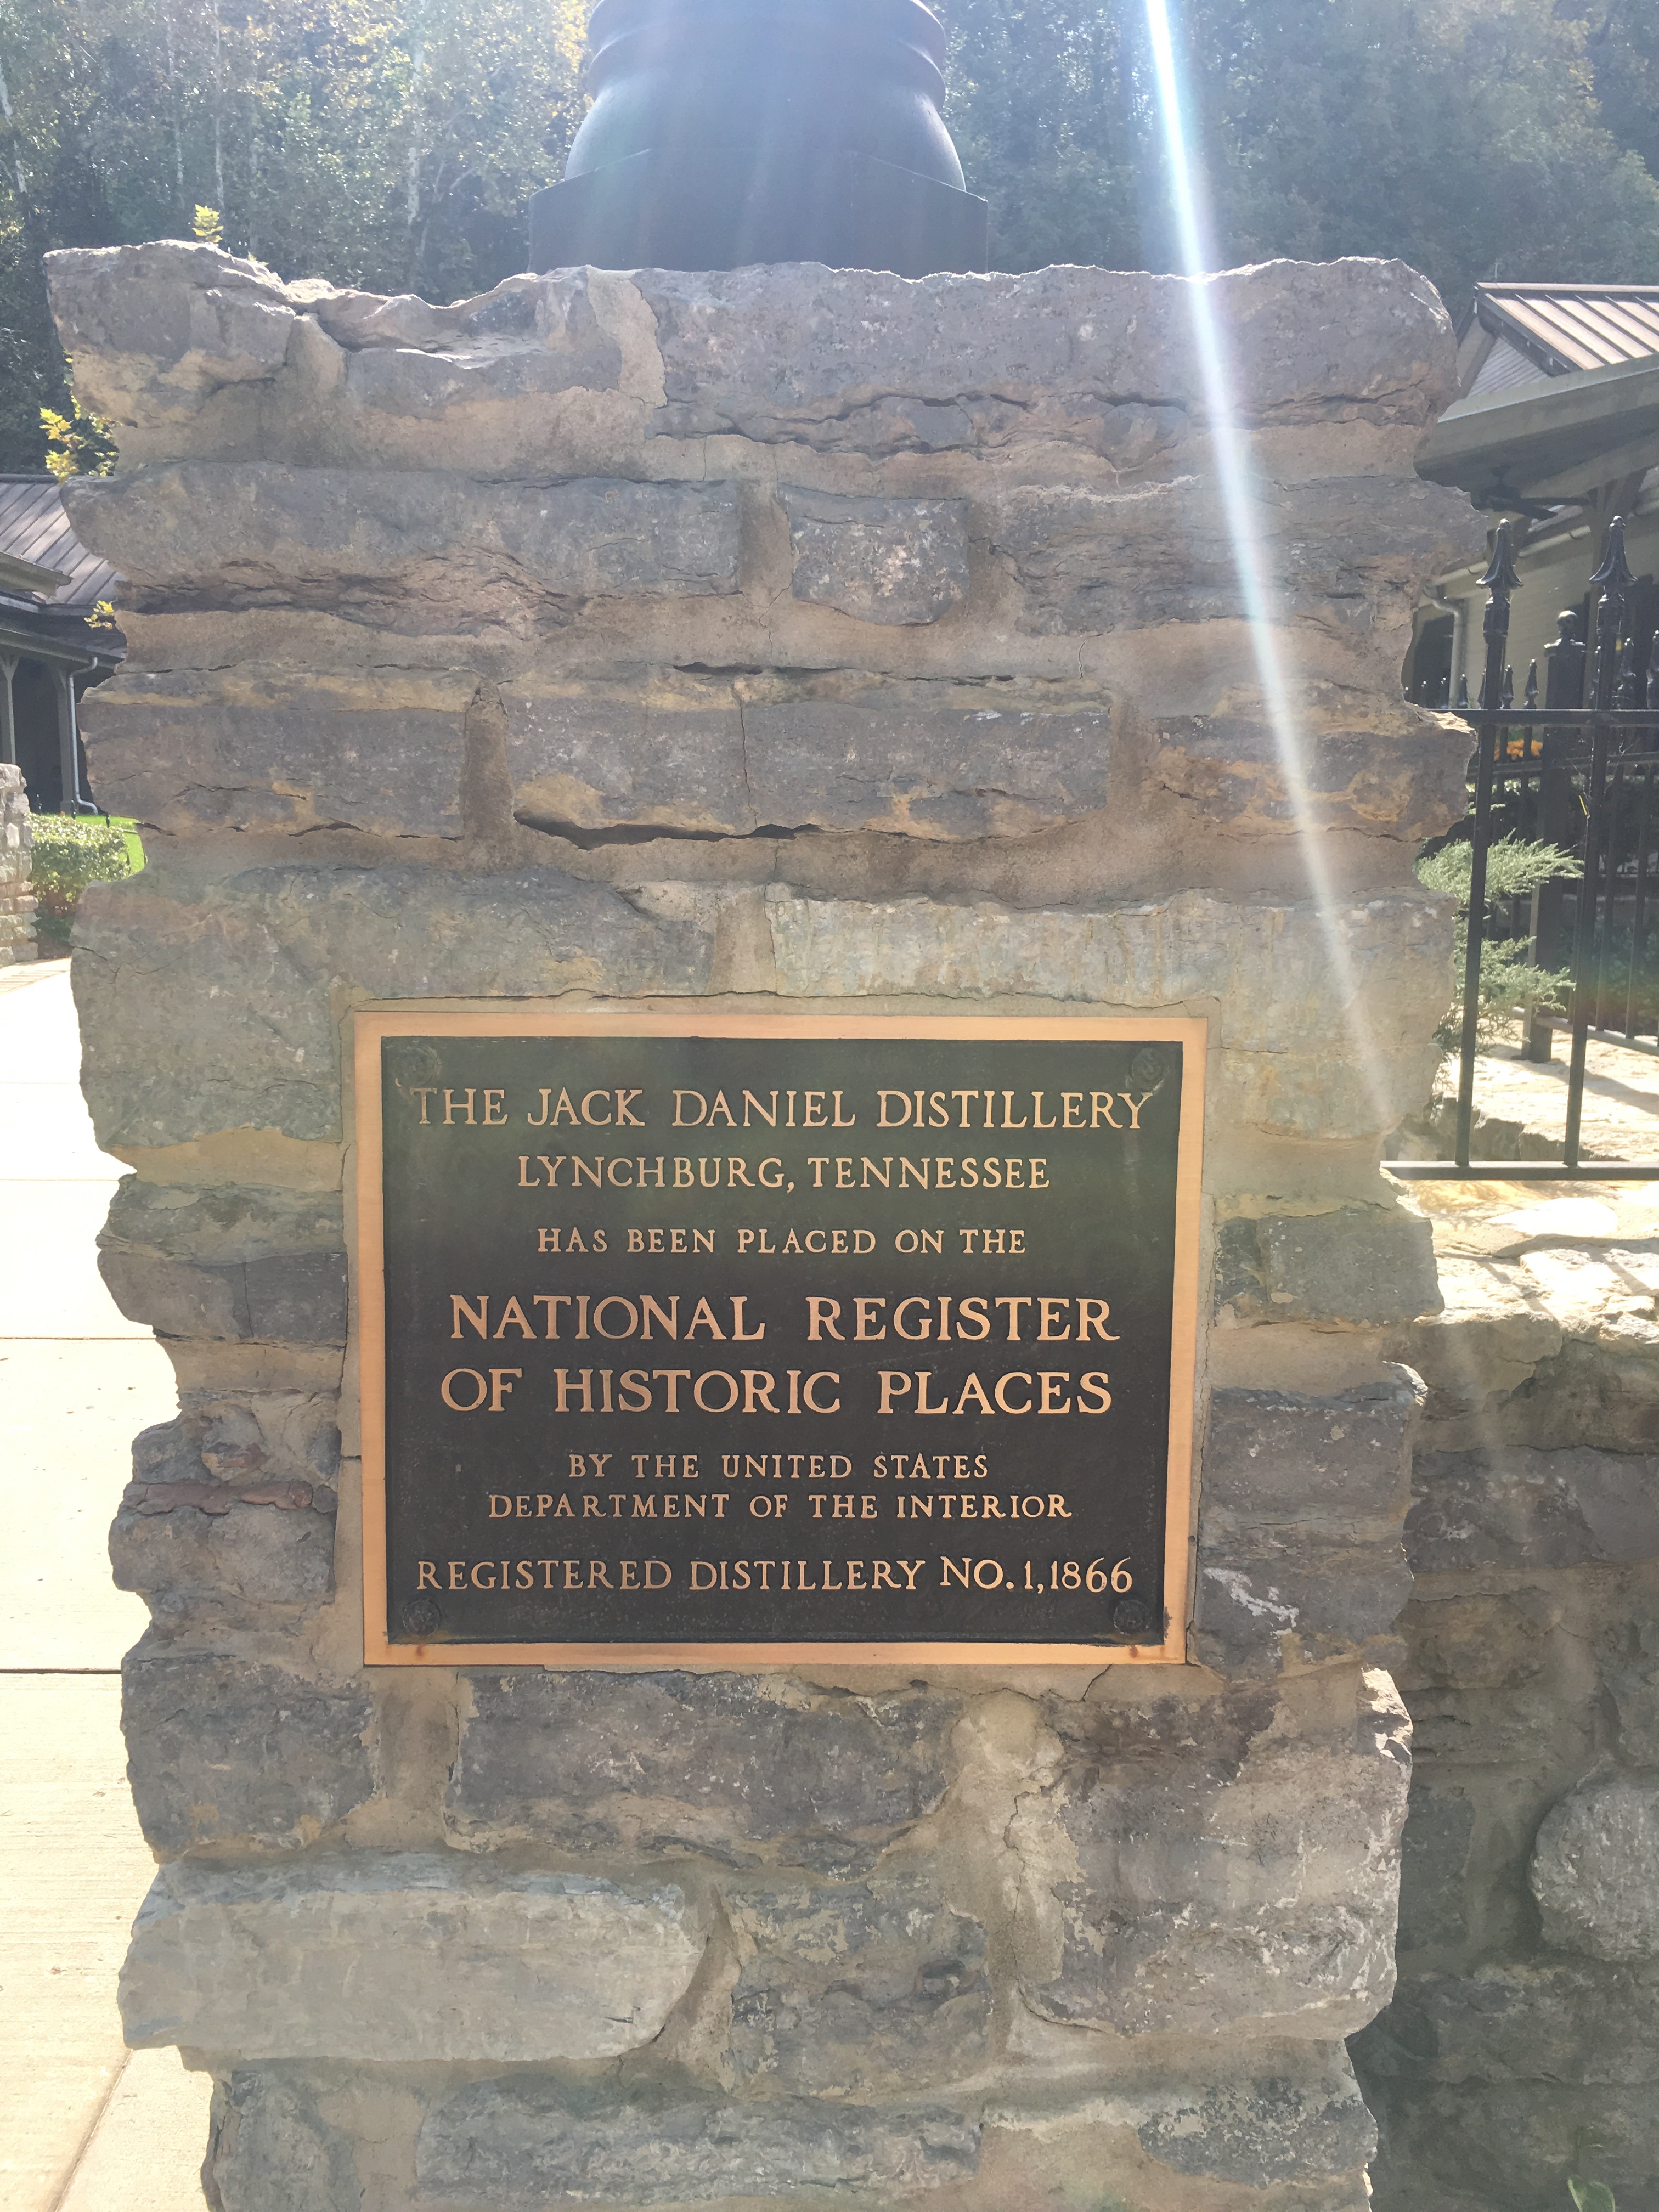 THE JACK DANIEL DISTILLERY
LYNCHBURG, TENNESSEE
HAS BEEN PLACED ON THE
NATIONAL REGISTER
OF HISTORIC PLACES
BY THE UNITED STATES
DEPARTMENT OF THE INTERIOR
REGISTERED DISTILLERY NO. 1, 1866